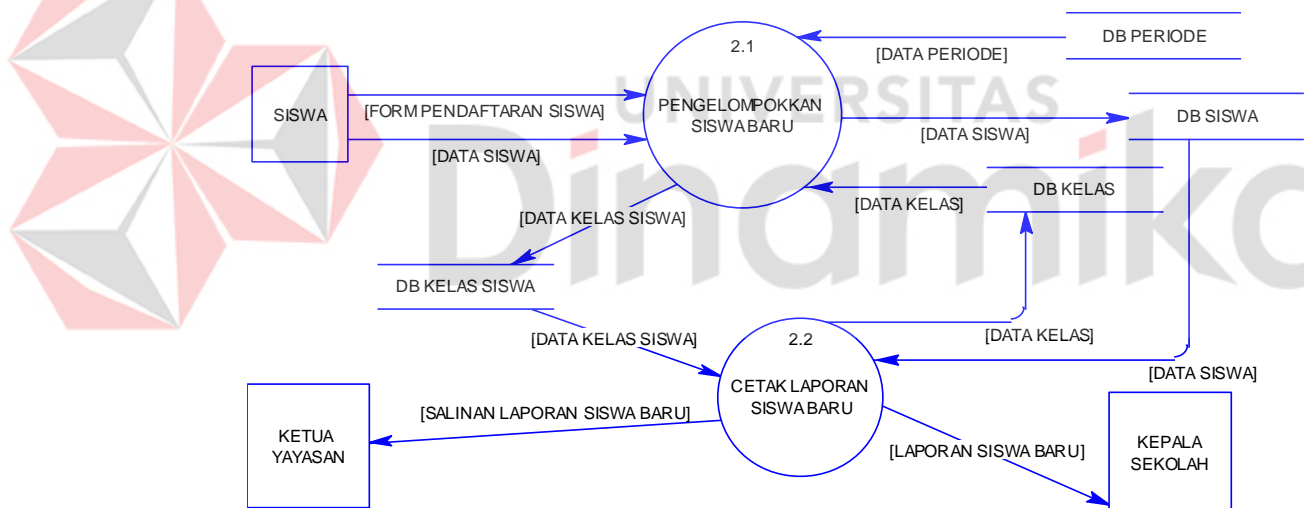 2.1
DB PERIODE
[DATA PERIODE]
UNIVERSITAS
SISWA
[FORM PENDAFTARAN SISWA]
PENGELOMPOKKAN
SISWA BARU
[DATA SISWA]
DB SISWA
[DATA SISWA]
Dinamika
DB KELAS
[DATA KELAS]
[DATA KELAS SISWA]
DB KELAS SISWA
[DATA KELAS SISWA]
2.2
[DATA KELAS]
[DATA SISWA]
CETAK LAPORAN
SISWA BARU
[SALINAN LAPORAN SISWA BARU]
KETUA
YAYASAN
[LAPORAN SISWA BARU]
KEPALA
SEKOLAH